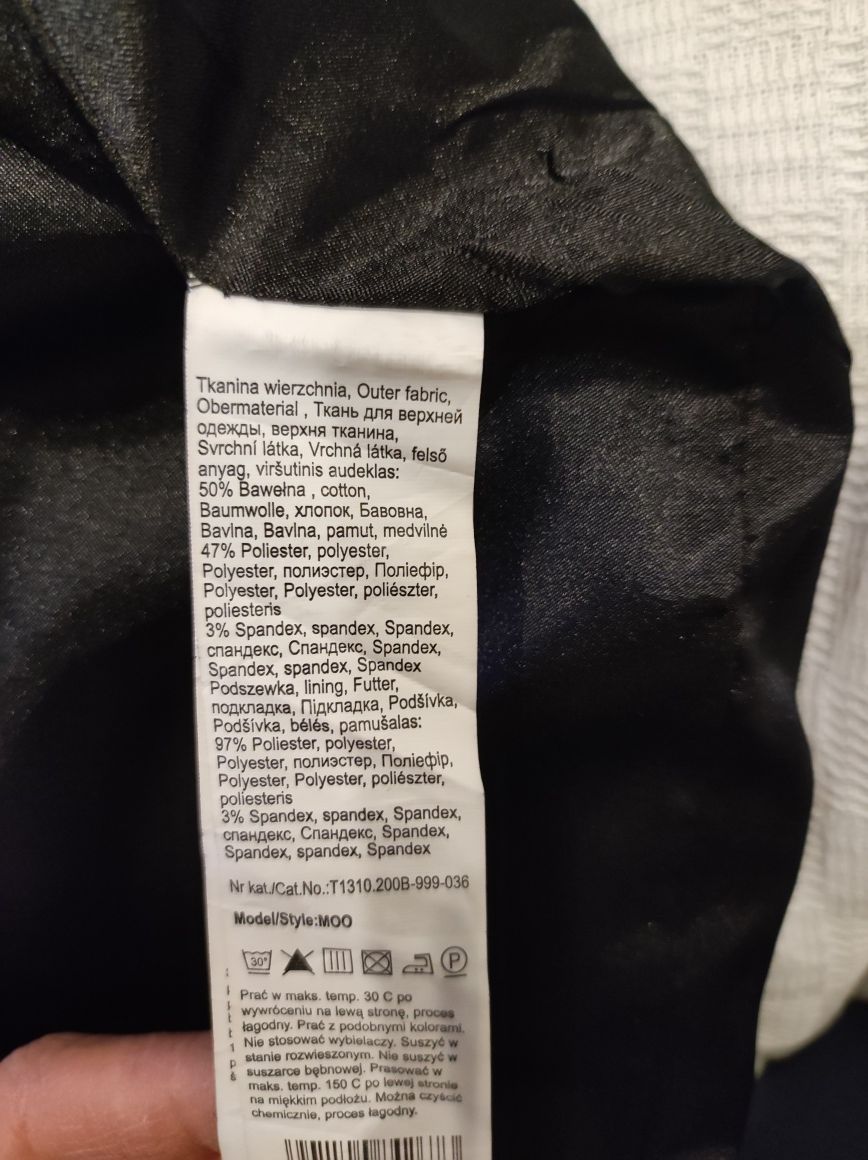 Tkanina wierzchnia, Outer fabric,
Obermaterial , Ткань для верхней
одежды, верхня тканина,
Svrchní látka, Vrchná látka, felső
anyag, viršutinis audeklas:
50% Bawełna , cotton,
Baumwolle, хлопок, Бавовна,
Bavlna, Bavlna, pamut, medvilnė
47% Poliester, polyester,
Polyester, полиэстер, Поліефір,
Polyester, Polyester, poliészter,
poliesteris
3% Spandex, spandex, Spandex,
спандекс, Спандекс, Spandex,
Spandex, spandex, Spandex
Podszewka, lining, Futter,
подкладка, Підкладка, Podšívka,
Podšívka, bélés, pamušalas:
97% Poliester, polyester,
Polyester, полиэстер, Поліефір,
Polyester, Polyester, poliészter,
poliesteris
3% Spandex, spandex, Spandex,
спандекс, Спандекс, Spandex,
Spandex, spandex, Spandex
Nr kat./Cat.No.:T1310.200B-999-036
Model/Style:MOO
30° P
Prać w maks. temp. 30 C po
wywróceniu na lewą stronę, proces
łagodny. Prać z podobnymi kolorami.
Nie stosować wybielaczy. Suszyć w
stanie rozwieszonym. Nie suszyć w
suszarce bębnowej. Prasować w
maks. temp. 150 C po lewej stronie
na miękkim podłożu. Można czyścić
chemicznie, proces łagodny.